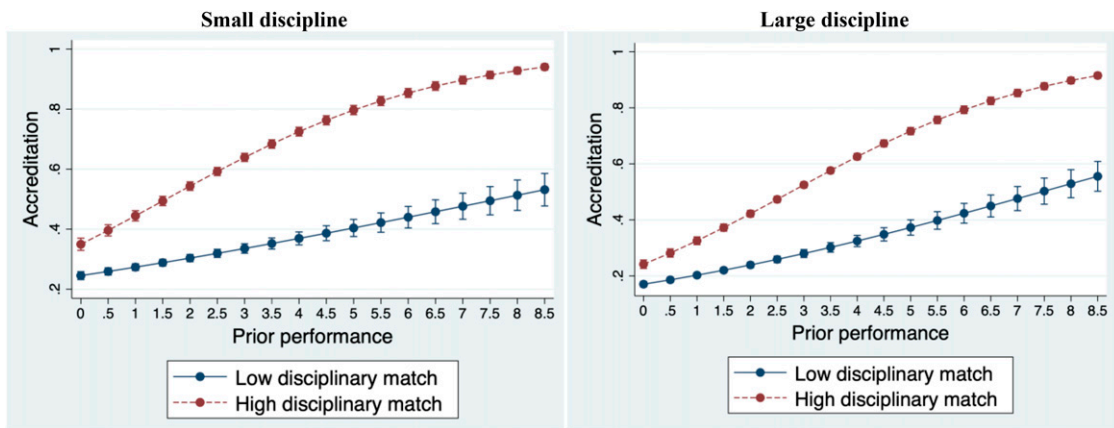 Small discipline
Accreditation
1
.8
.6
.4
.2
0 .5 1 1.5 2 2.5 3 3.5 4 4.5 5 5.5 6 6.5 7 7.5 8 8.5
Prior performance
Low disciplinary match
High disciplinary match
Large discipline
Accreditation
1
.8
.6
.4
.2
0 .5 1 1.5 2 2.5 3 3.5 4 4.5 5 5.5 6 6.5 7 7.5 8 8.5
Prior performance
Low disciplinary match
High disciplinary match